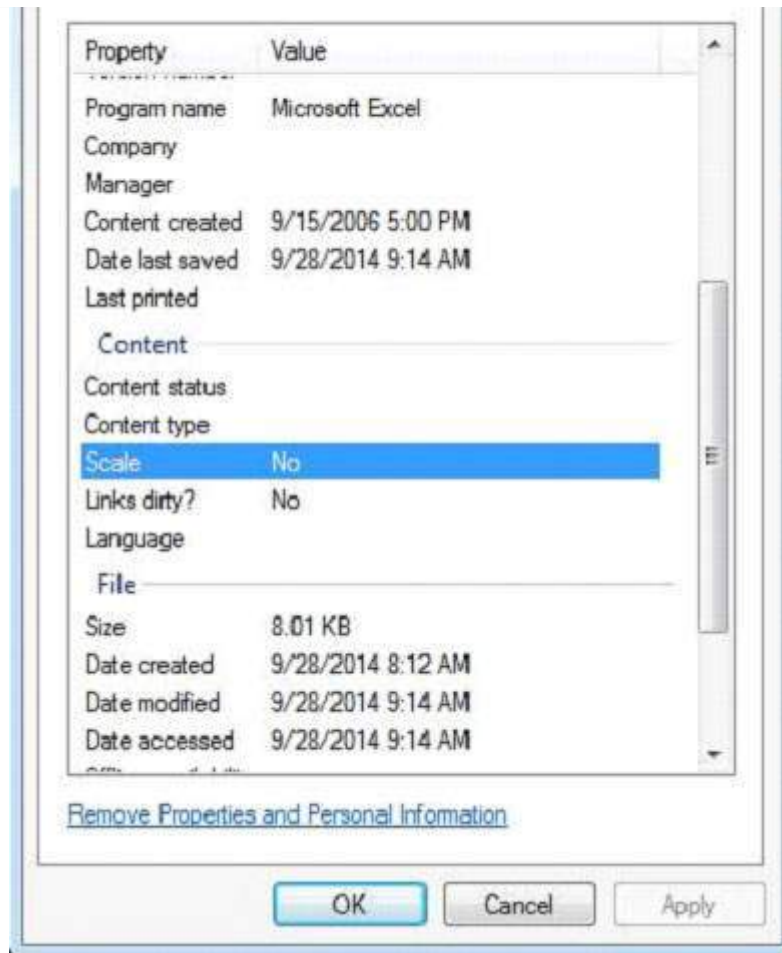 Property Value
Program name Microsoft Excel
Company
Manager
Content created 9/15/2006 5:00 PM
Date last saved 9/28/2014 9:14 AM
Last printed
Content
Content status
Content type
Scale No
Links dirty? No
Language
File
Size 8.01 KB
Date created 9/28/2014 8:12 AM
Date modified 9/28/2014 9:14 AM
Date accessed 9/28/2014 9:14 AM
Remove Properties and Personal Information
OK Cancel Apply